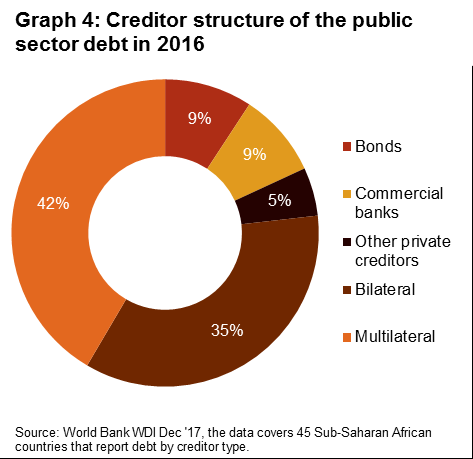 Graph 4: Creditor structure of the public
sector debt in 2016
9%
9%
5%
35%
42%
Bonds
Commercial
banks
Other private
creditors
Bilateral
Multilateral
Source: World Bank WDI Dec '17, the data covers 45 Sub-Saharan African
countries that report debt by creditor type.